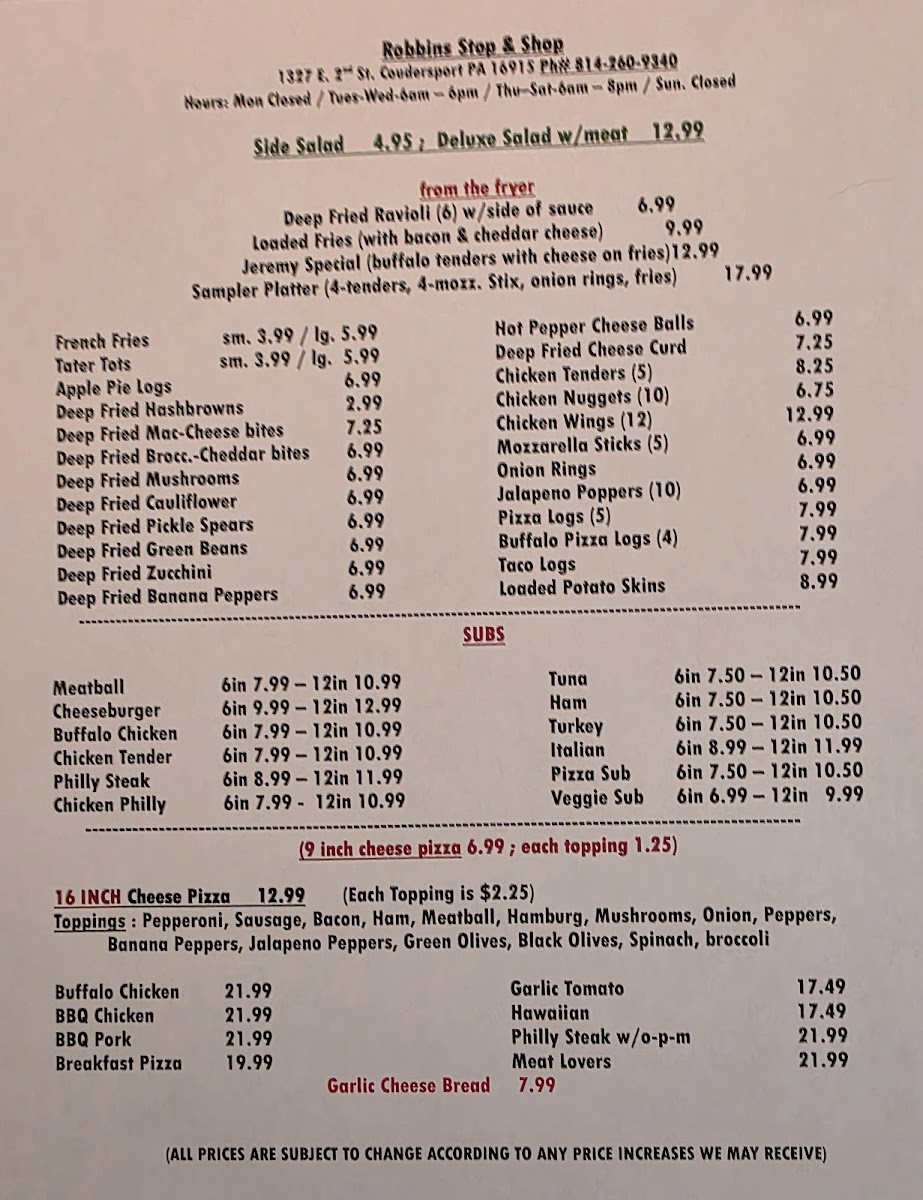 Robbins Stop & Shop
1327 E. 2nd St. Coudersport PA 16915 Ph# 814-260-9340
Hours: Mon Closed / Tues-Wed-6am – 6pm / Thu–Sat-6am – 8pm / Sun. Closed
Side Salad 4.95 ; Deluxe Salad w/meat 12.99
from the fryer
Deep Fried Ravioli (6) w/side of sauce 6.99
Loaded Fries (with bacon & cheddar cheese) 9.99
Jeremy Special (buffalo tenders with cheese on fries)12.99
Sampler Platter (4-tenders, 4-mozz. Stix, onion rings, fries) 17.99
French Fries sm. 3.99 / lg. 5.99
Tater Tots sm. 3.99 / lg. 5.99
Apple Pie Logs 6.99
Deep Fried Hashbrowns 2.99
Deep Fried Mac-Cheese bites 7.25
Deep Fried Brocc.-Cheddar bites 6.99
Deep Fried Mushrooms 6.99
Deep Fried Cauliflower 6.99
Deep Fried Pickle Spears 6.99
Deep Fried Green Beans 6.99
Deep Fried Zucchini 6.99
Deep Fried Banana Peppers 6.99
Hot Pepper Cheese Balls 6.99
Deep Fried Cheese Curd 7.25
Chicken Tenders (5) 8.25
Chicken Nuggets (10) 6.75
Chicken Wings (12) 12.99
Mozzarella Sticks (5) 6.99
Onion Rings 6.99
Jalapeno Poppers (10) 6.99
Pizza Logs (5) 7.99
Buffalo Pizza Logs (4) 7.99
Taco Logs 7.99
Loaded Potato Skins 8.99
SUBS
Meatball 6in 7.99 – 12in 10.99
Cheeseburger 6in 9.99 – 12in 12.99
Buffalo Chicken 6in 7.99 – 12in 10.99
Chicken Tender 6in 7.99 – 12in 10.99
Philly Steak 6in 8.99 – 12in 11.99
Chicken Philly 6in 7.99 - 12in 10.99
Tuna 6in 7.50 – 12in 10.50
Ham 6in 7.50 – 12in 10.50
Turkey 6in 7.50 – 12in 10.50
Italian 6in 8.99 – 12in 11.99
Pizza Sub 6in 7.50 – 12in 10.50
Veggie Sub 6in 6.99 – 12in 9.99
(9 inch cheese pizza 6.99 ; each topping 1.25)
16 INCH Cheese Pizza 12.99 (Each Topping is $2.25)
Toppings : Pepperoni, Sausage, Bacon, Ham, Meatball, Hamburg, Mushrooms, Onion, Peppers,
Banana Peppers, Jalapeno Peppers, Green Olives, Black Olives, Spinach, broccoli
Buffalo Chicken 21.99
BBQ Chicken 21.99
BBQ Pork 21.99
Breakfast Pizza 19.99
Garlic Tomato 17.49
Hawaiian 17.49
Philly Steak w/o-p-m 21.99
Meat Lovers 21.99
Garlic Cheese Bread 7.99
(ALL PRICES ARE SUBJECT TO CHANGE ACCORDING TO ANY PRICE INCREASES WE MAY RECEIVE)